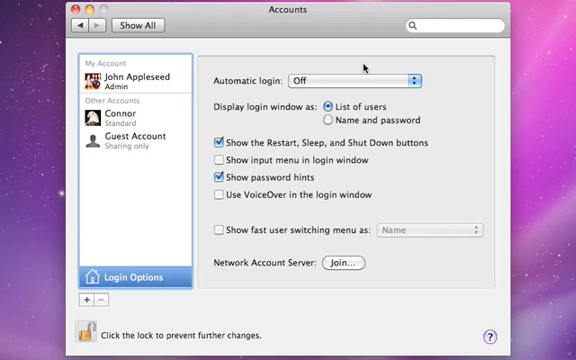 Accounts
Show All
My Account
John Appleseed
Admin
Other Accounts
Connor
Standard
Guest Account
Sharing only
Login Options
Automatic login: Off
Display login window as: List of users
Name and password
Show the Restart, Sleep, and Shut Down buttons
Show input menu in login window
Show password hints
Use VoiceOver in the login window
Show fast user switching menu as: Name
Network Account Server: Join...
Click the lock to prevent further changes.
?